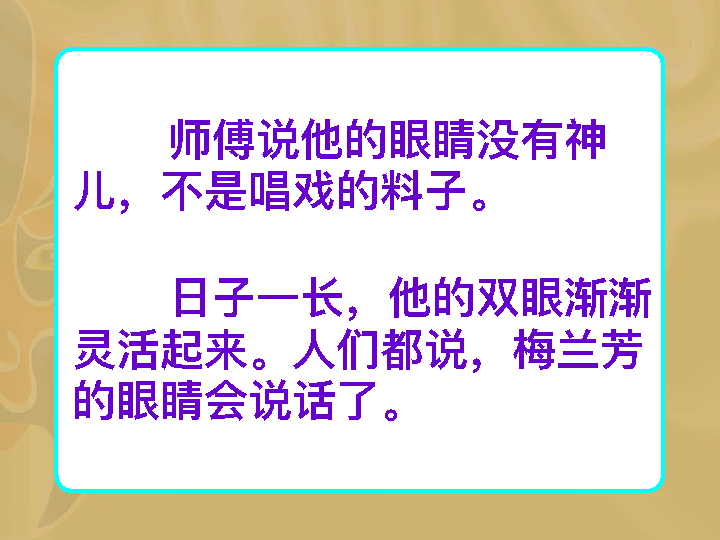 师傅说他的眼睛没有神
儿，不是唱戏的料子。
日子一长，他的双眼渐渐
灵活起来。人们都说，梅兰芳
的眼睛会说话了。